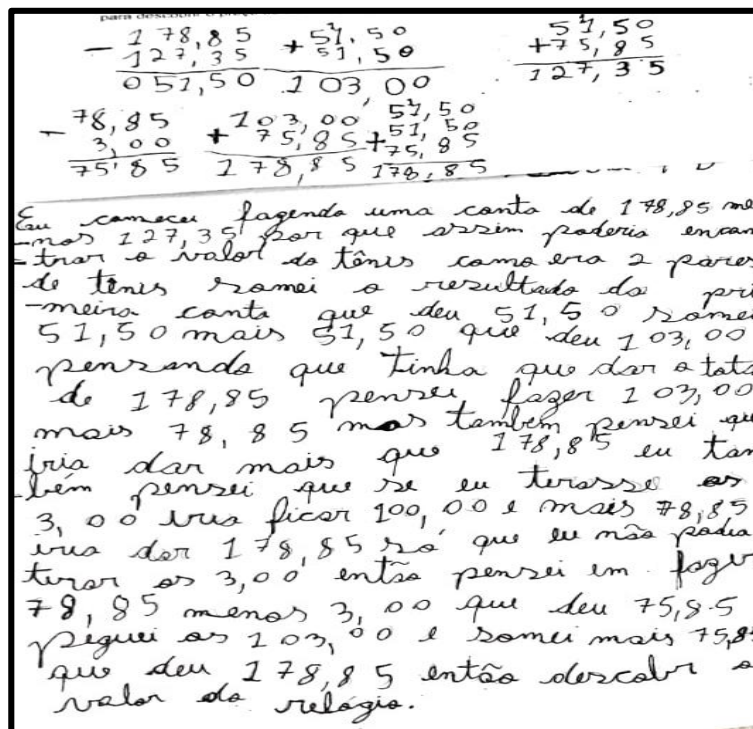 para descobrir o preço
- 178,85 + 51,50 51,50
127,35 51,50 +75,85
051,50 103,00 127,35
- 78,85 103,00 51,50
3,00 + 75,85 + 51,50
75,85 178,85 75,85
178,85
Eu comecei fazendo uma conta de 178,85 me
-nos 127,35 por que assim poderia encon
-trar o valor do tênis como era 2 pares
de tênis somei o resultado da pri
-meira conta que deu 51,50 somei
51,50 mais 51,50 que deu 103,00
pensando que tinha que dar o tota
de 178,85 pensei fazer 103,00
mais 78,85 mas também pensei qu
iria dar mais que 178,85 eu tam
-bém pensei que se eu tirasse os
3,00 iria ficar 100,00 e mais 78,85
iria dar 178,85 só que eu não podia
tirar os 3,00 então pensei em fazer
78,85 menos 3,00 que deu 75,85
peguei os 103,00 e somei mais 75,85
que deu 178,85 então descobri o
valor do relógio.